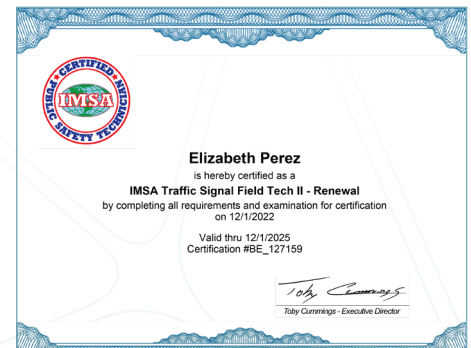 CERTIFIED
IMSA
PUBLIC SAFETY TECHNICIAN
Elizabeth Perez
is hereby certified as a
IMSA Traffic Signal Field Tech II - Renewal
by completing all requirements and examination for certification
on 12/1/2022
Valid thru 12/1/2025
Certification #BE_127159
Toby Cummings
Toby Cummings - Executive Director